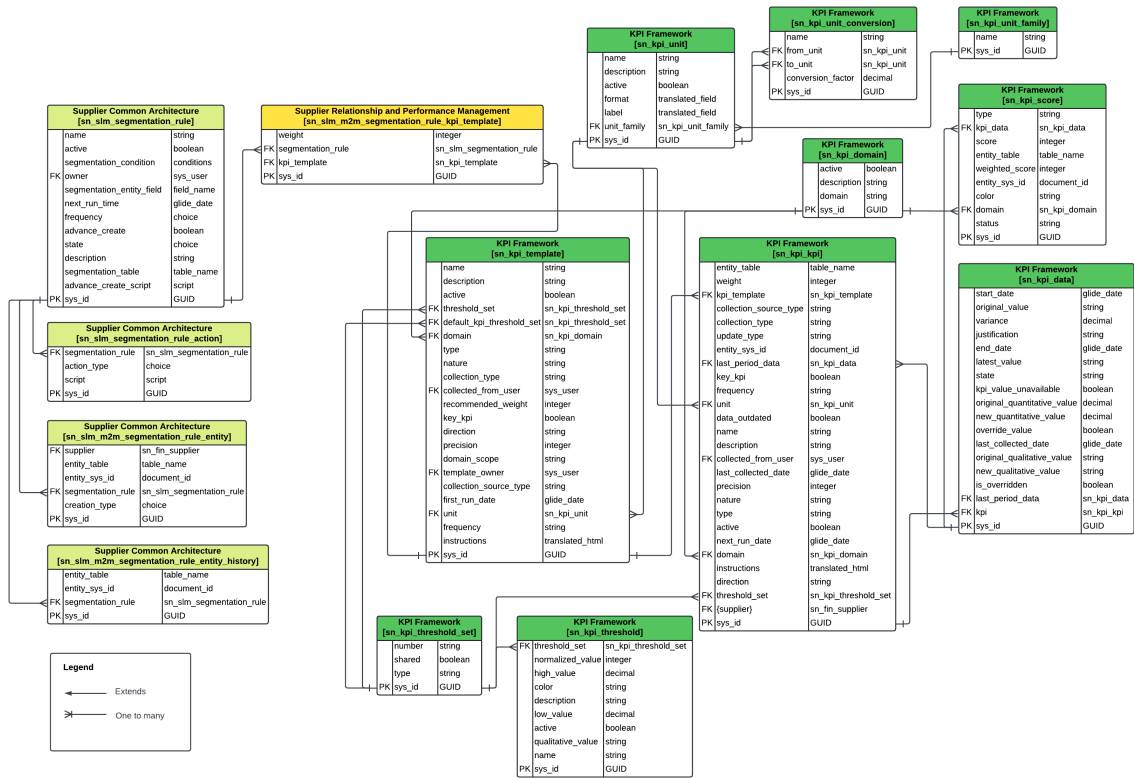 Supplier Common Architecture
[sn_slm_segmentation_rule]
name string
active boolean
segmentation_condition conditions
FK owner sys_user
segmentation_entity_field field_name
next_run_time glide_date
frequency choice
advance_create boolean
state choice
description string
segmentation_table table_name
advance_create_script script
PK sys_id GUID
Supplier Common Architecture
[sn_slm_segmentation_rule_action]
FK segmentation_rule sn_slm_segmentation_rule
action_type choice
script script
PK sys_id GUID
Supplier Common Architecture
[sn_slm_m2m_segmentation_rule_entity]
FK supplier sn_fin_supplier
entity_table table_name
entity_sys_id document_id
FK segmentation_rule sn_slm_segmentation_rule
creation_type choice
PK sys_id GUID
Supplier Common Architecture
[sn_slm_m2m_segmentation_rule_entity_history]
entity_table table_name
entity_sys_id document_id
FK segmentation_rule sn_slm_segmentation_rule
PK sys_id GUID
Legend
Extends
One to many
Supplier Relationship and Performance Management
[sn_slm_m2m_segmentation_rule_kpi_template]
weight integer
FK segmentation_rule sn_slm_segmentation_rule
FK kpi_template sn_kpi_template
PK sys_id GUID
KPI Framework
[sn_kpi_template]
name string
description string
active boolean
FK threshold_set sn_kpi_threshold_set
FK default_kpi_threshold_set sn_kpi_threshold_set
FK domain sn_kpi_domain
type string
nature string
collection_type string
FK collected_from_user sys_user
recommended_weight integer
key_kpi boolean
direction string
precision integer
domain_scope string
FK template_owner sys_user
collection_source_type string
first_run_date glide_date
FK unit sn_kpi_unit
frequency string
instructions translated_html
PK sys_id GUID
KPI Framework
[sn_kpi_threshold_set]
number string
shared boolean
type string
PK sys_id GUID
KPI Framework
[sn_kpi_threshold]
FK threshold_set sn_kpi_threshold_set
normalized_value integer
high_value decimal
color string
description string
low_value decimal
active boolean
qualitative_value string
name string
PK sys_id GUID
KPI Framework
[sn_kpi_unit]
name string
description string
active boolean
format translated_field
label translated_field
FK unit_family sn_kpi_unit_family
PK sys_id GUID
KPI Framework
[sn_kpi_unit_conversion]
name string
FK from_unit sn_kpi_unit
FK to_unit sn_kpi_unit
conversion_factor decimal
PK sys_id GUID
KPI Framework
[sn_kpi_unit_family]
name string
PK sys_id GUID
KPI Framework
[sn_kpi_domain]
active boolean
description string
domain string
PK sys_id GUID
KPI Framework
[sn_kpi_score]
type string
FK kpi_data sn_kpi_data
score integer
entity_table table_name
weighted_score integer
entity_sys_id document_id
color string
FK domain sn_kpi_domain
status string
PK sys_id GUID
KPI Framework
[sn_kpi_kpi]
entity_table table_name
weight integer
FK kpi_template sn_kpi_template
collection_source_type string
collection_type string
update_type string
entity_sys_id document_id
FK last_period_data sn_kpi_data
key_kpi boolean
frequency string
FK unit sn_kpi_unit
data_outdated boolean
name string
description string
FK collected_from_user sys_user
last_collected_date glide_date
precision integer
nature string
type string
active boolean
next_run_date glide_date
FK domain sn_kpi_domain
instructions translated_html
direction string
FK threshold_set sn_kpi_threshold_set
FK {supplier} sn_fin_supplier
PK sys_id GUID
KPI Framework
[sn_kpi_data]
start_date glide_date
original_value string
variance decimal
justification string
end_date glide_date
latest_value string
state string
kpi_value_unavailable boolean
original_quantitative_value decimal
new_quantitative_value decimal
override_value boolean
last_collected_date glide_date
original_qualitative_value string
new_qualitative_value string
is_overridden boolean
FK last_period_data sn_kpi_data
FK kpi sn_kpi_kpi
PK sys_id GUID